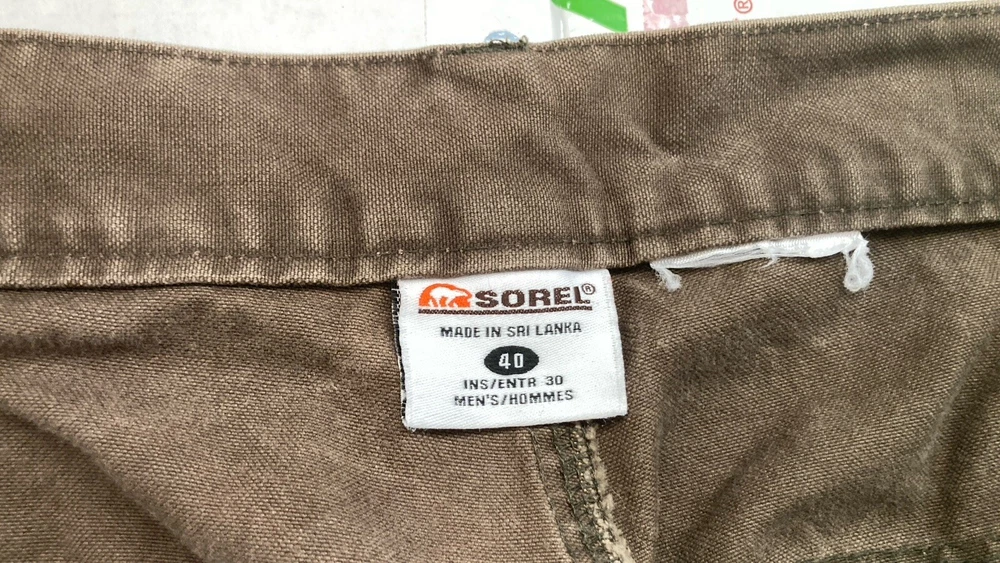 ®
SOREL®
MADE IN SRI LANKA
40
INS/ENTR 30
MEN'S/HOMMES